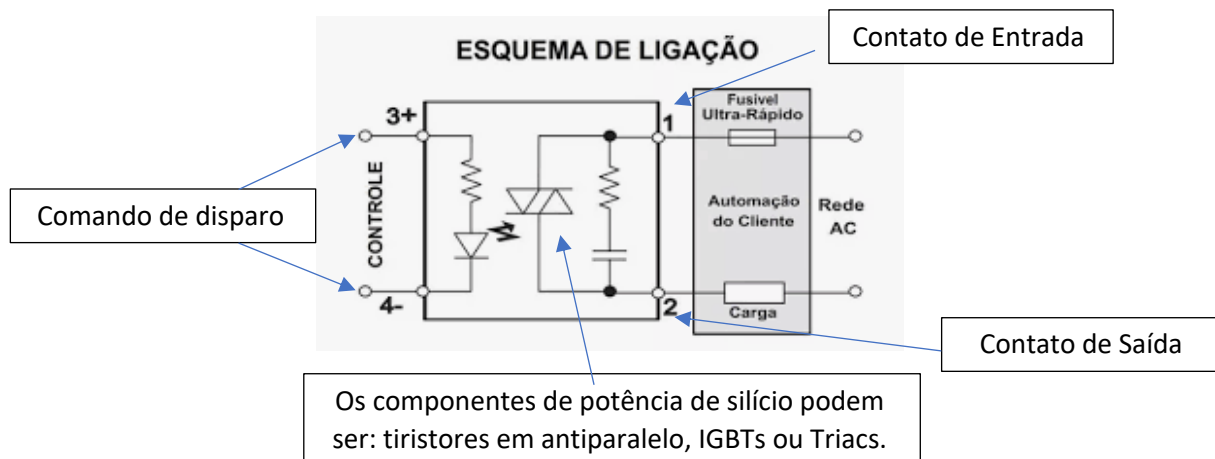 ESQUEMA DE LIGAÇÃO
Contato de Entrada
3+
1
Fusivel
Ultra-Rápido
Comando de disparo
CONTROLE
Automação
do Cliente
Rede
AC
4-
2
Carga
Contato de Saída
Os componentes de potência de silício podem
ser: tiristores em antiparalelo, IGBTs ou Triacs.